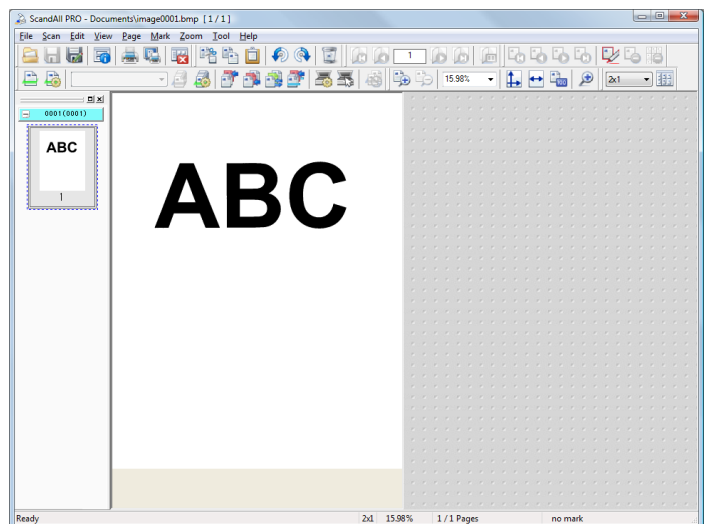 ScandAll PRO - Documents\image0001.bmp [ 1 / 1 ]
File Scan Edit View Page Mark Zoom Tool Help
1
15.98% 2x1
0001(0001)
ABC
1
ABC
Ready 2x1 15.98% 1 / 1 Pages no mark